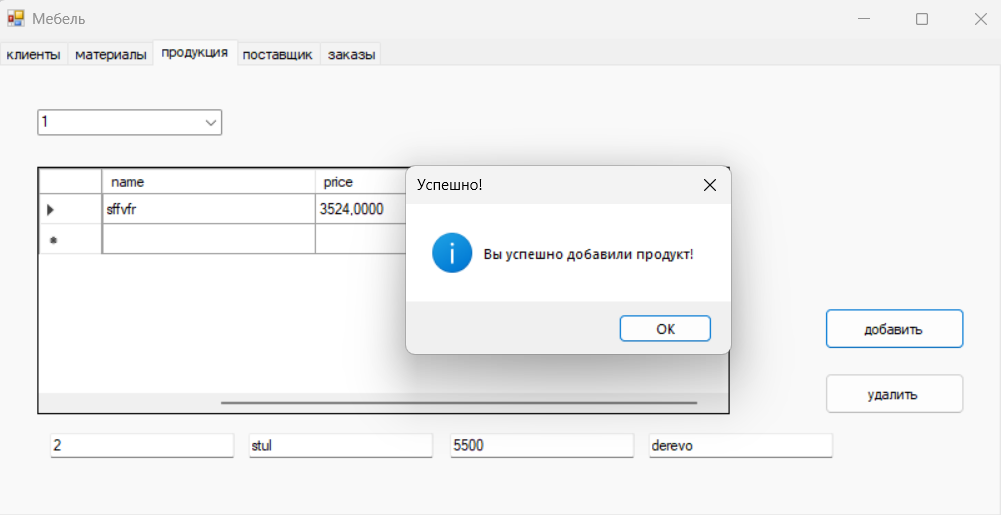 Мебель
клиенты материалы продукция поставщик заказы
1
name price
sffvfr 3524,0000
Успешно!
Вы успешно добавили продукт!
OK
добавить
удалить
2 stul 5500 derevo